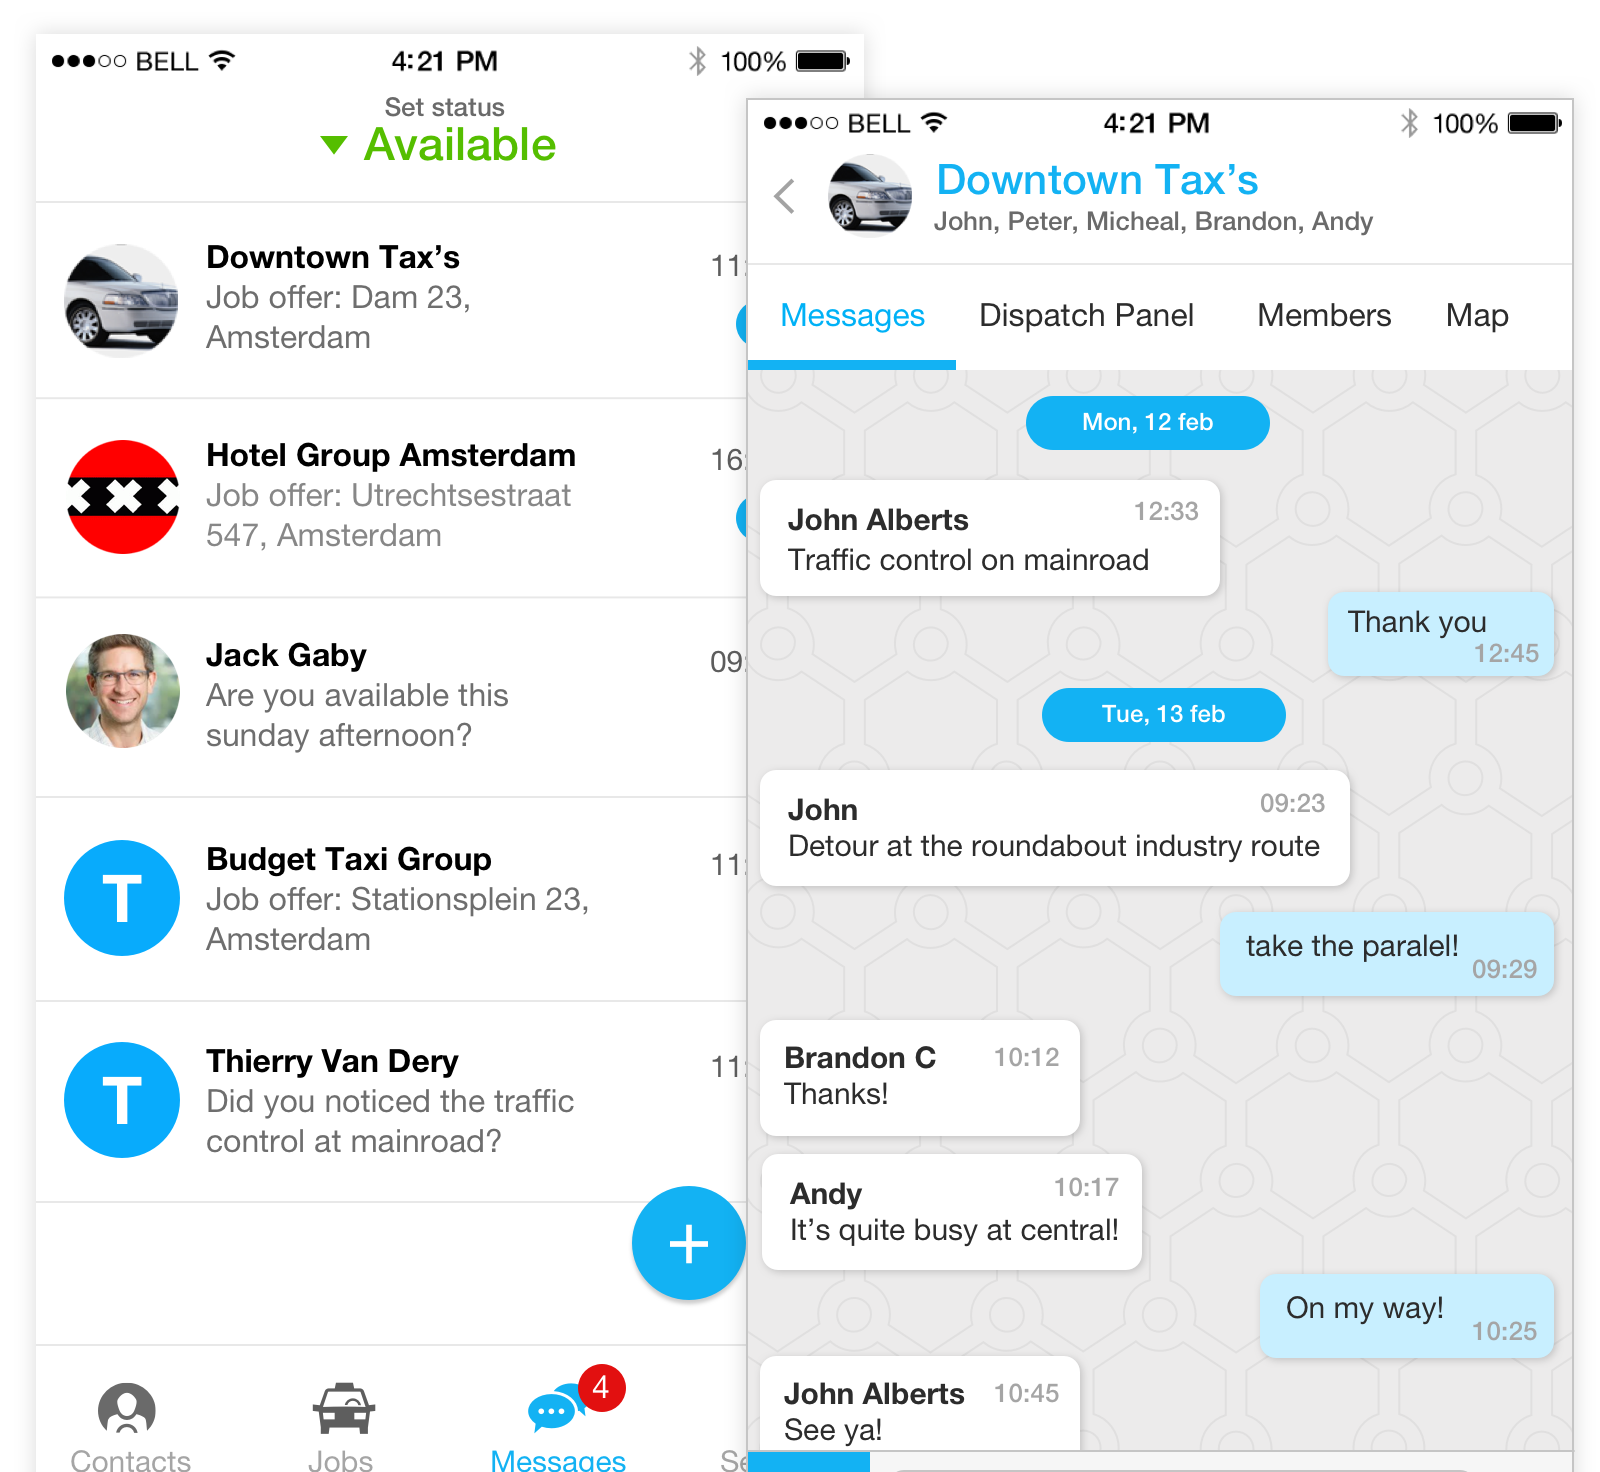 BELL 4:21 PM 100%
Set status
Available
Downtown Tax’s
11:
Job offer: Dam 23,
Amsterdam
Hotel Group Amsterdam
16:
Job offer: Utrechtsestraat
547, Amsterdam
Jack Gaby
09:
Are you available this
sunday afternoon?
T
Budget Taxi Group
11:
Job offer: Stationsplein 23,
Amsterdam
T
Thierry Van Dery
11:
Did you noticed the traffic
control at mainroad?
+
4
Contacts Jobs Messages
BELL 4:21 PM 100%
Downtown Tax’s
John, Peter, Micheal, Brandon, Andy
Messages Dispatch Panel Members Map
Mon, 12 feb
John Alberts 12:33
Traffic control on mainroad
Thank you
12:45
Tue, 13 feb
John 09:23
Detour at the roundabout industry route
take the paralel!
09:29
Brandon C 10:12
Thanks!
Andy 10:17
It’s quite busy at central!
On my way!
10:25
John Alberts 10:45
See ya!